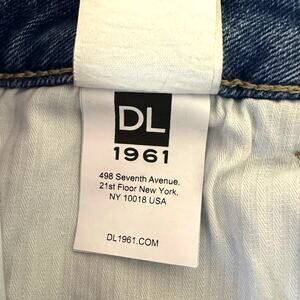 DL
1961
498 Seventh Avenue,
21st Floor New York,
NY 10018 USA
DL1961.COM